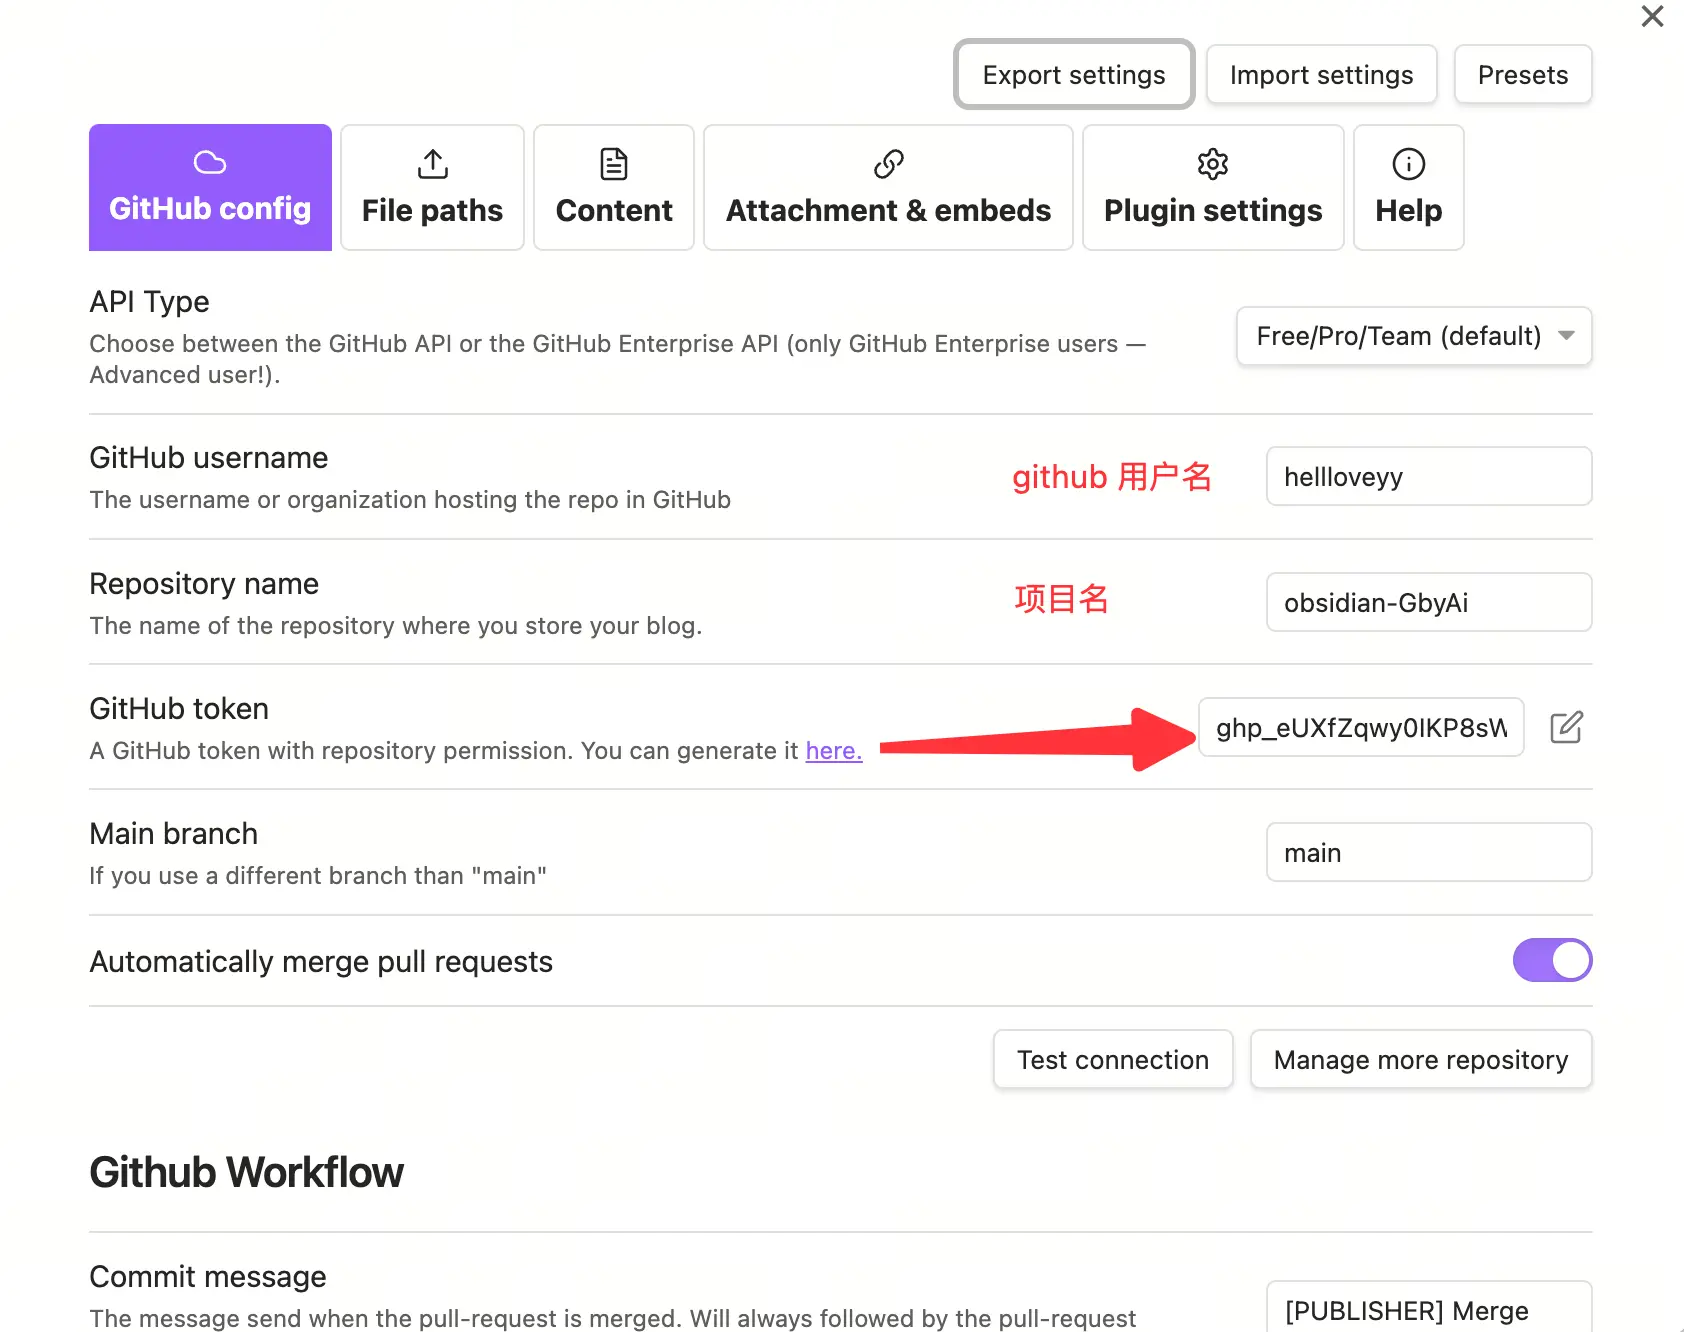 Export settings
Import settings
Presets
GitHub config
File paths
Content
Attachment & embeds
Plugin settings
Help
API Type
Choose between the GitHub API or the GitHub Enterprise API (only GitHub Enterprise users —
Advanced user!).
Free/Pro/Team (default)
GitHub username
The username or organization hosting the repo in GitHub
github 用户名
hellloveyy
Repository name
The name of the repository where you store your blog.
项目名
obsidian-GbyAi
GitHub token
A GitHub token with repository permission. You can generate it here.
ghp_eUXfZqwy0IKP8sW
Main branch
If you use a different branch than "main"
main
Automatically merge pull requests
Test connection
Manage more repository
Github Workflow
Commit message
The message send when the pull-request is merged. Will always followed by the pull-request
[PUBLISHER] Merge